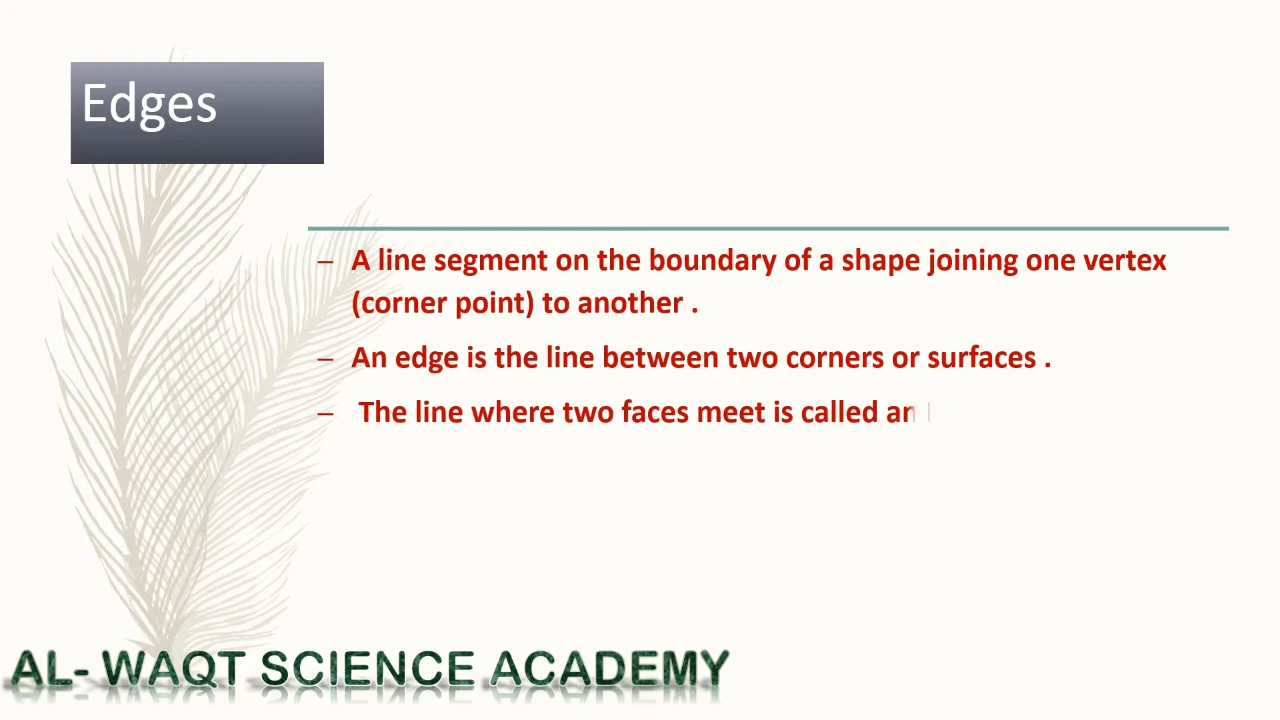 Edges
– A line segment on the boundary of a shape joining one vertex
(corner point) to another .
– An edge is the line between two corners or surfaces .
– The line where two faces meet is called an
AL- WAQT SCIENCE ACADEMY